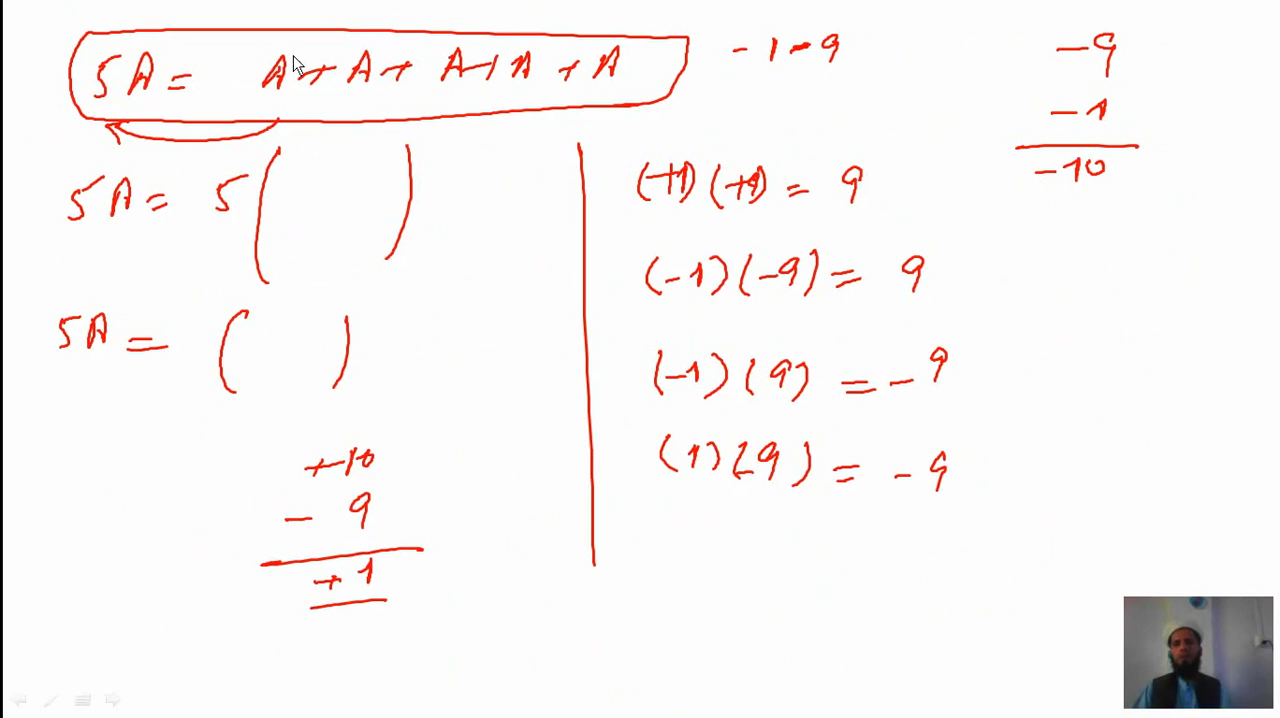 5A = A + A + A + A + A
- 1 - 9
- 9
- 1
- 10
5A = 5 ( )
5A = ( )
+ 10
- 9
+ 1
(+1) (+9) = 9
(-1) (-9) = 9
(-1) (9) = - 9
(1) (-9) = - 9